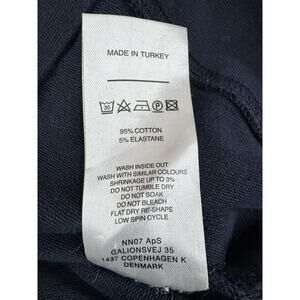 MADE IN TURKEY
30
P
95% COTTON
5% ELASTANE
WASH INSIDE OUT
WASH WITH SIMILAR COLOURS
SHRINKAGE UP TO 3%
DO NOT TUMBLE DRY
DO NOT SOAK
DO NOT BLEACH
FLAT DRY RE-SHAPE
LOW SPIN CYCLE
NN07 ApS
GALIONSVEJ 35
1437 COPENHAGEN K
DENMARK